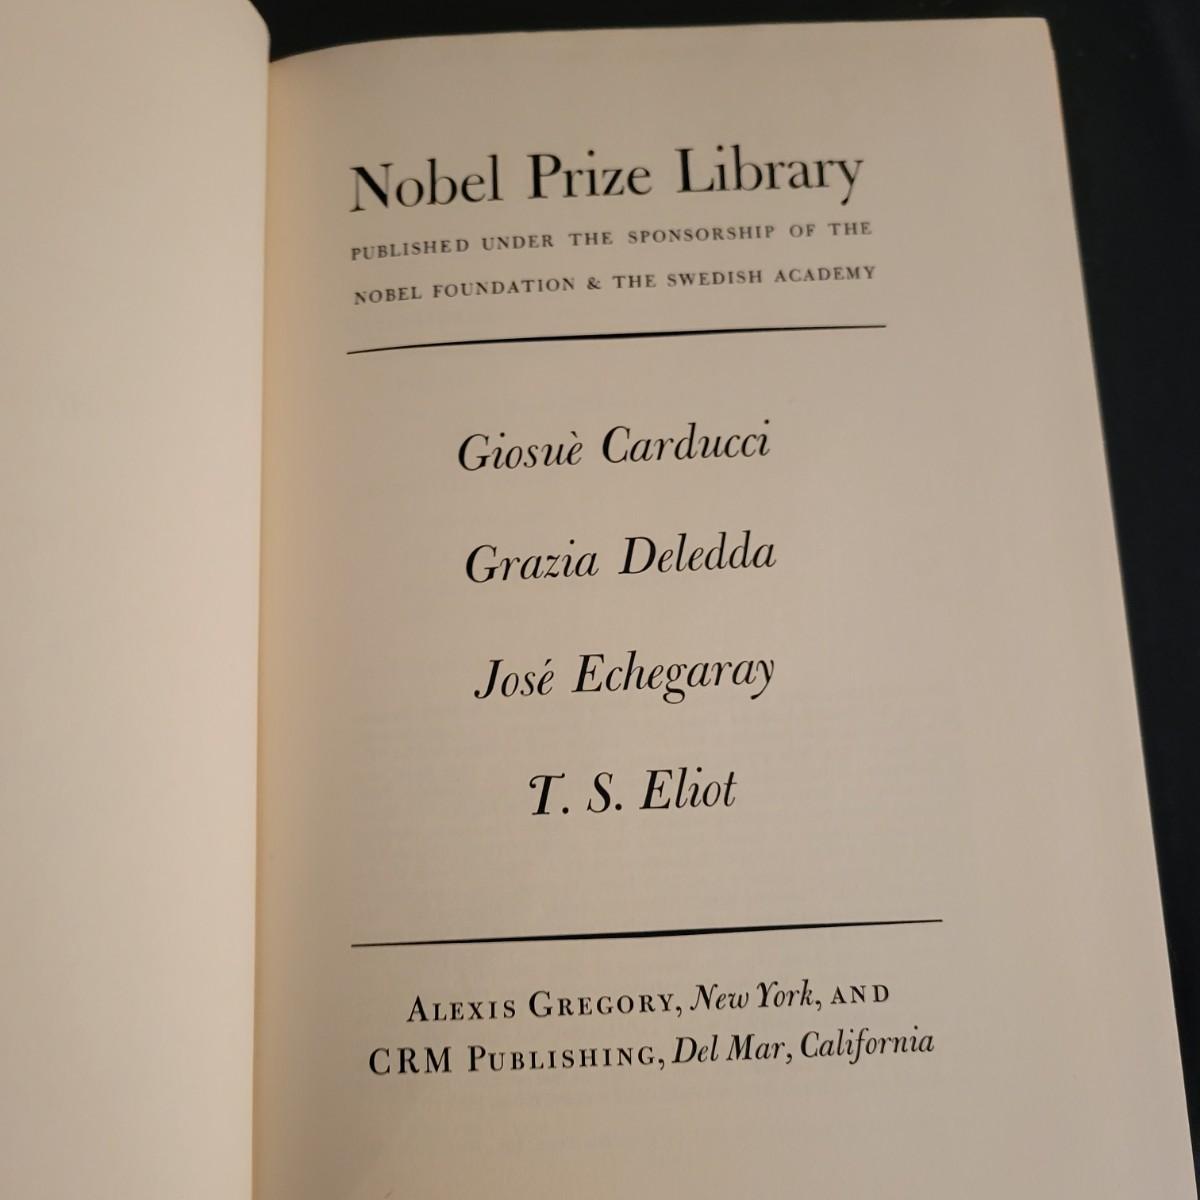 Nobel Prize Library
PUBLISHED UNDER THE SPONSORSHIP OF THE
NOBEL FOUNDATION & THE SWEDISH ACADEMY
Giosuè Carducci
Grazia Deledda
José Echegaray
T. S. Eliot
ALEXIS GREGORY, New York, AND
CRM PUBLISHING, Del Mar, California